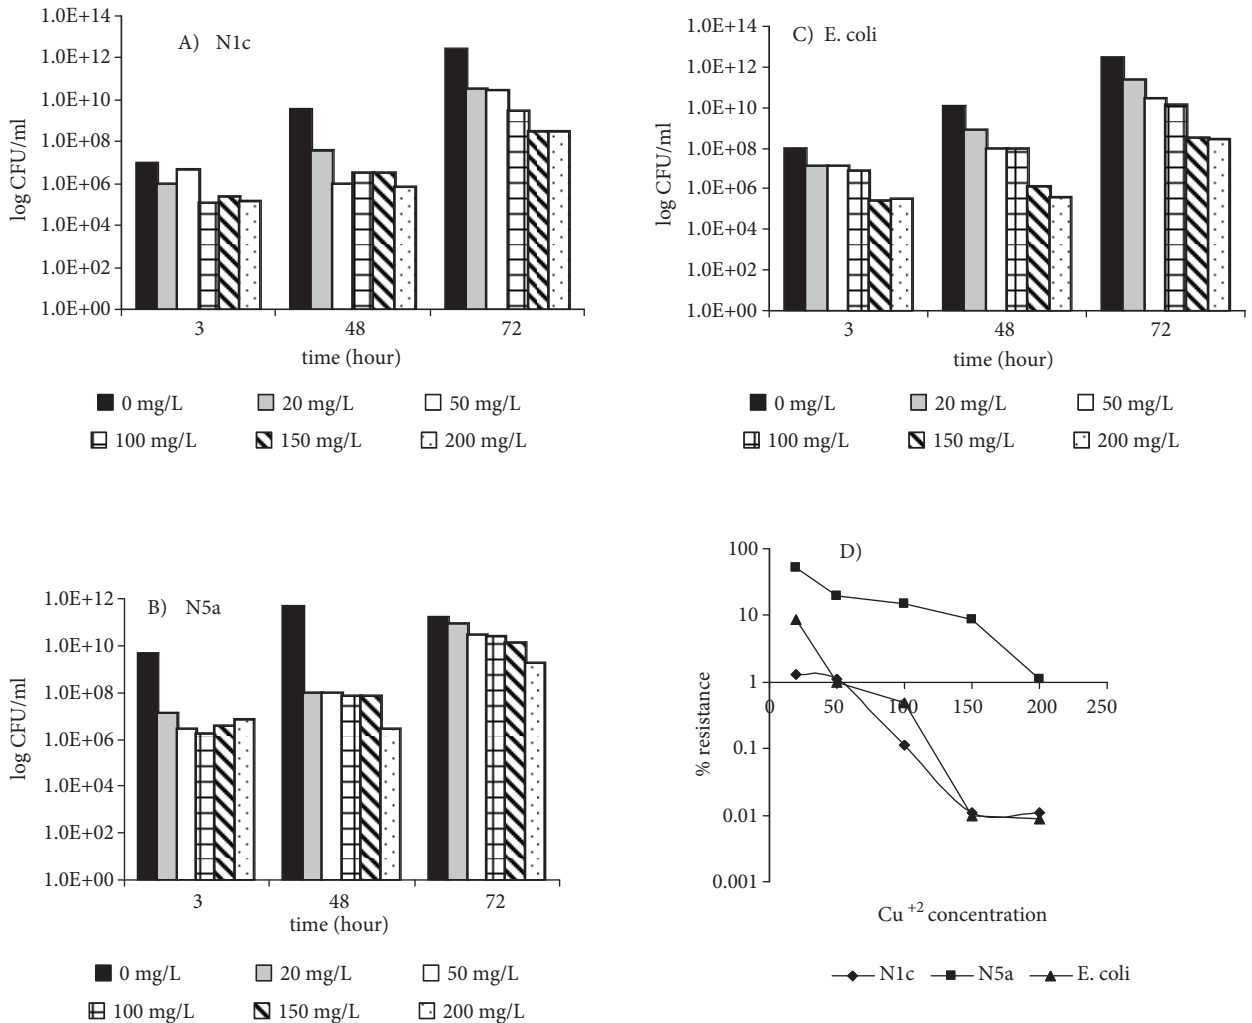 A) N1c
log CFU/ml
1.0E+14
1.0E+12
1.0E+10
1.0E+08
1.0E+06
1.0E+04
1.0E+02
1.0E+00
3 48 72
time (hour)
0 mg/L 20 mg/L 50 mg/L
100 mg/L 150 mg/L 200 mg/L
C) E. coli
log CFU/ml
1.0E+14
1.0E+12
1.0E+10
1.0E+08
1.0E+06
1.0E+04
1.0E+02
1.0E+00
3 48 72
time (hour)
0 mg/L 20 mg/L 50 mg/L
100 mg/L 150 mg/L 200 mg/L
B) N5a
log CFU/ml
1.0E+12
1.0E+10
1.0E+08
1.0E+06
1.0E+04
1.0E+02
1.0E+00
3 48 72
time (hour)
0 mg/L 20 mg/L 50 mg/L
100 mg/L 150 mg/L 200 mg/L
D)
% resistance
100
10
1
0.1
0.01
0.001
0 50 100 150 200 250
Cu +2 concentration
N1c N5a E. coli